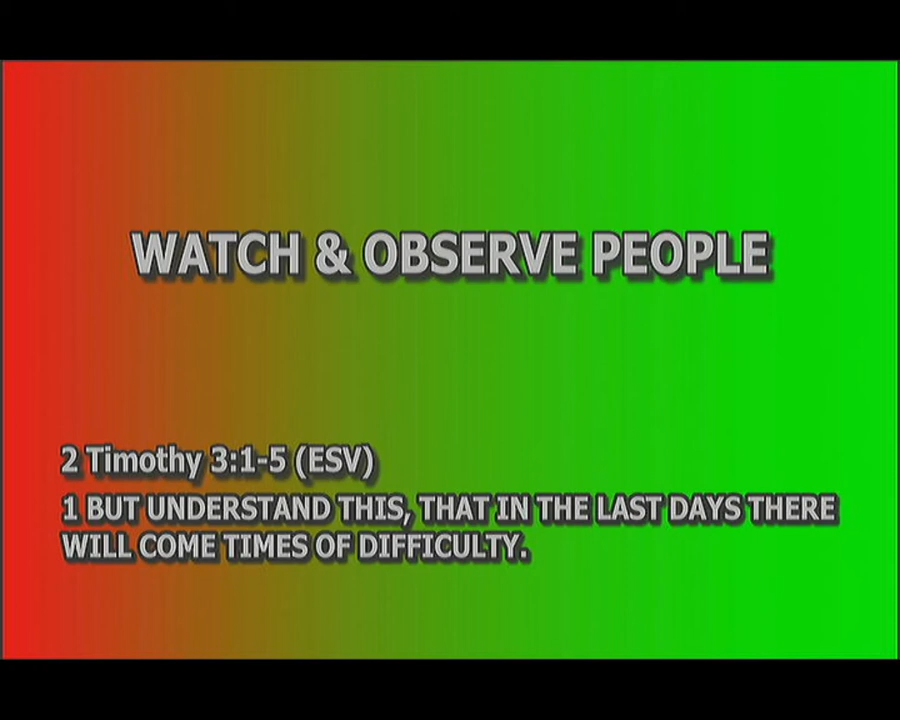 WATCH & OBSERVE PEOPLE
2 Timothy 3:1-5 (ESV)
1 BUT UNDERSTAND THIS, THAT IN THE LAST DAYS THERE
WILL COME TIMES OF DIFFICULTY.